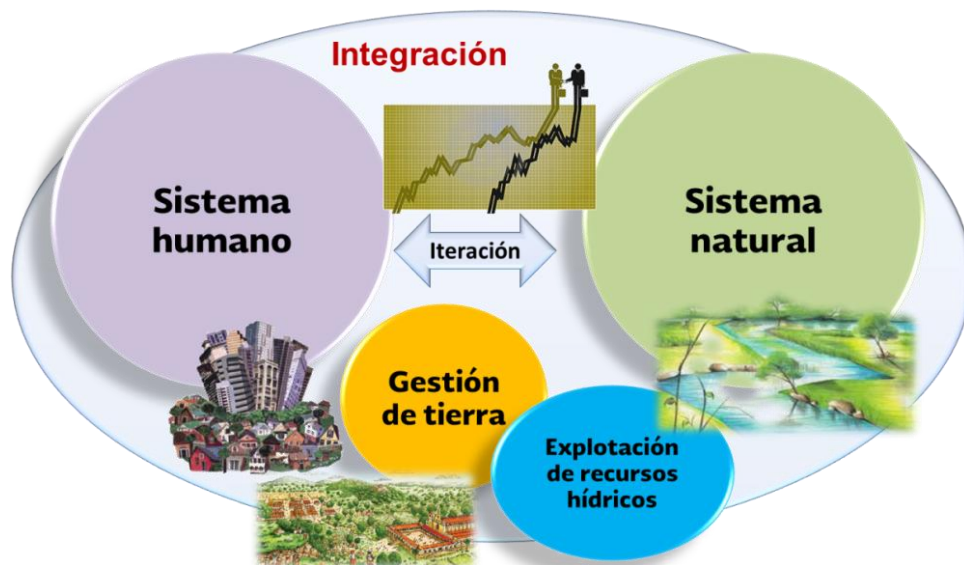 Integración
Sistema
humano
Iteración
Sistema
natural
Gestión
de tierra
Explotación
de recursos
hídricos